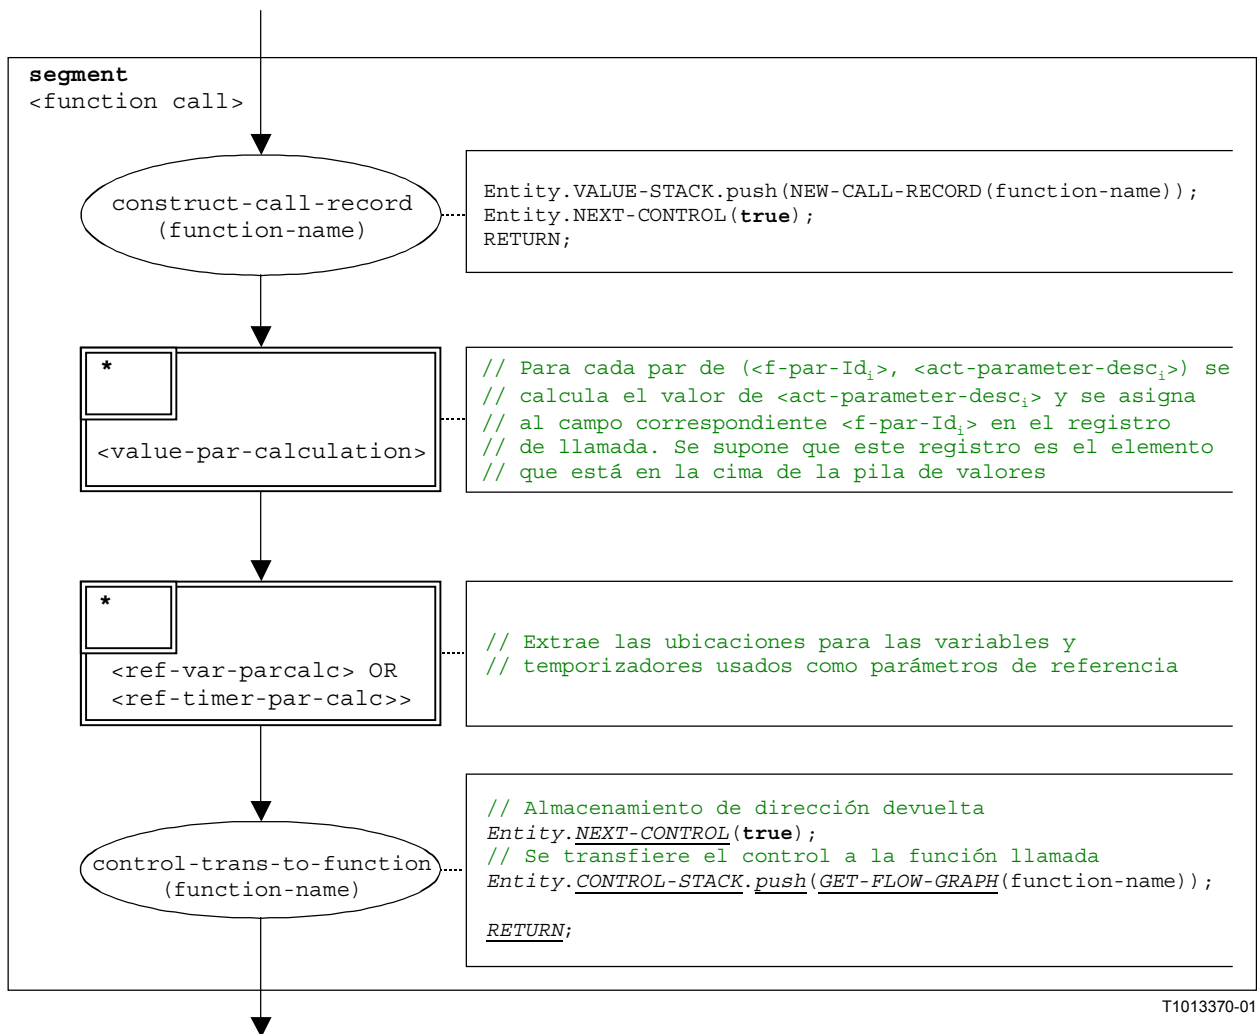 segment
<function call>
construct-call-record
(function-name)
Entity.VALUE-STACK.push(NEW-CALL-RECORD(function-name));
Entity.NEXT-CONTROL(true);
RETURN;
*
<value-par-calculation>
// Para cada par de (<f-par-Idi>, <act-parameter-desci>) se
// calcula el valor de <act-parameter-desci> y se asigna
// al campo correspondiente <f-par-Idi> en el registro
// de llamada. Se supone que este registro es el elemento
// que está en la cima de la pila de valores
*
<ref-var-parcalc> OR
<ref-timer-par-calc>>
// Extrae las ubicaciones para las variables y
// temporizadores usados como parámetros de referencia
control-trans-to-function
(function-name)
// Almacenamiento de dirección devuelta
Entity.NEXT-CONTROL(true);
// Se transfiere el control a la función llamada
Entity.CONTROL-STACK.push(GET-FLOW-GRAPH(function-name));
RETURN;
T1013370-01